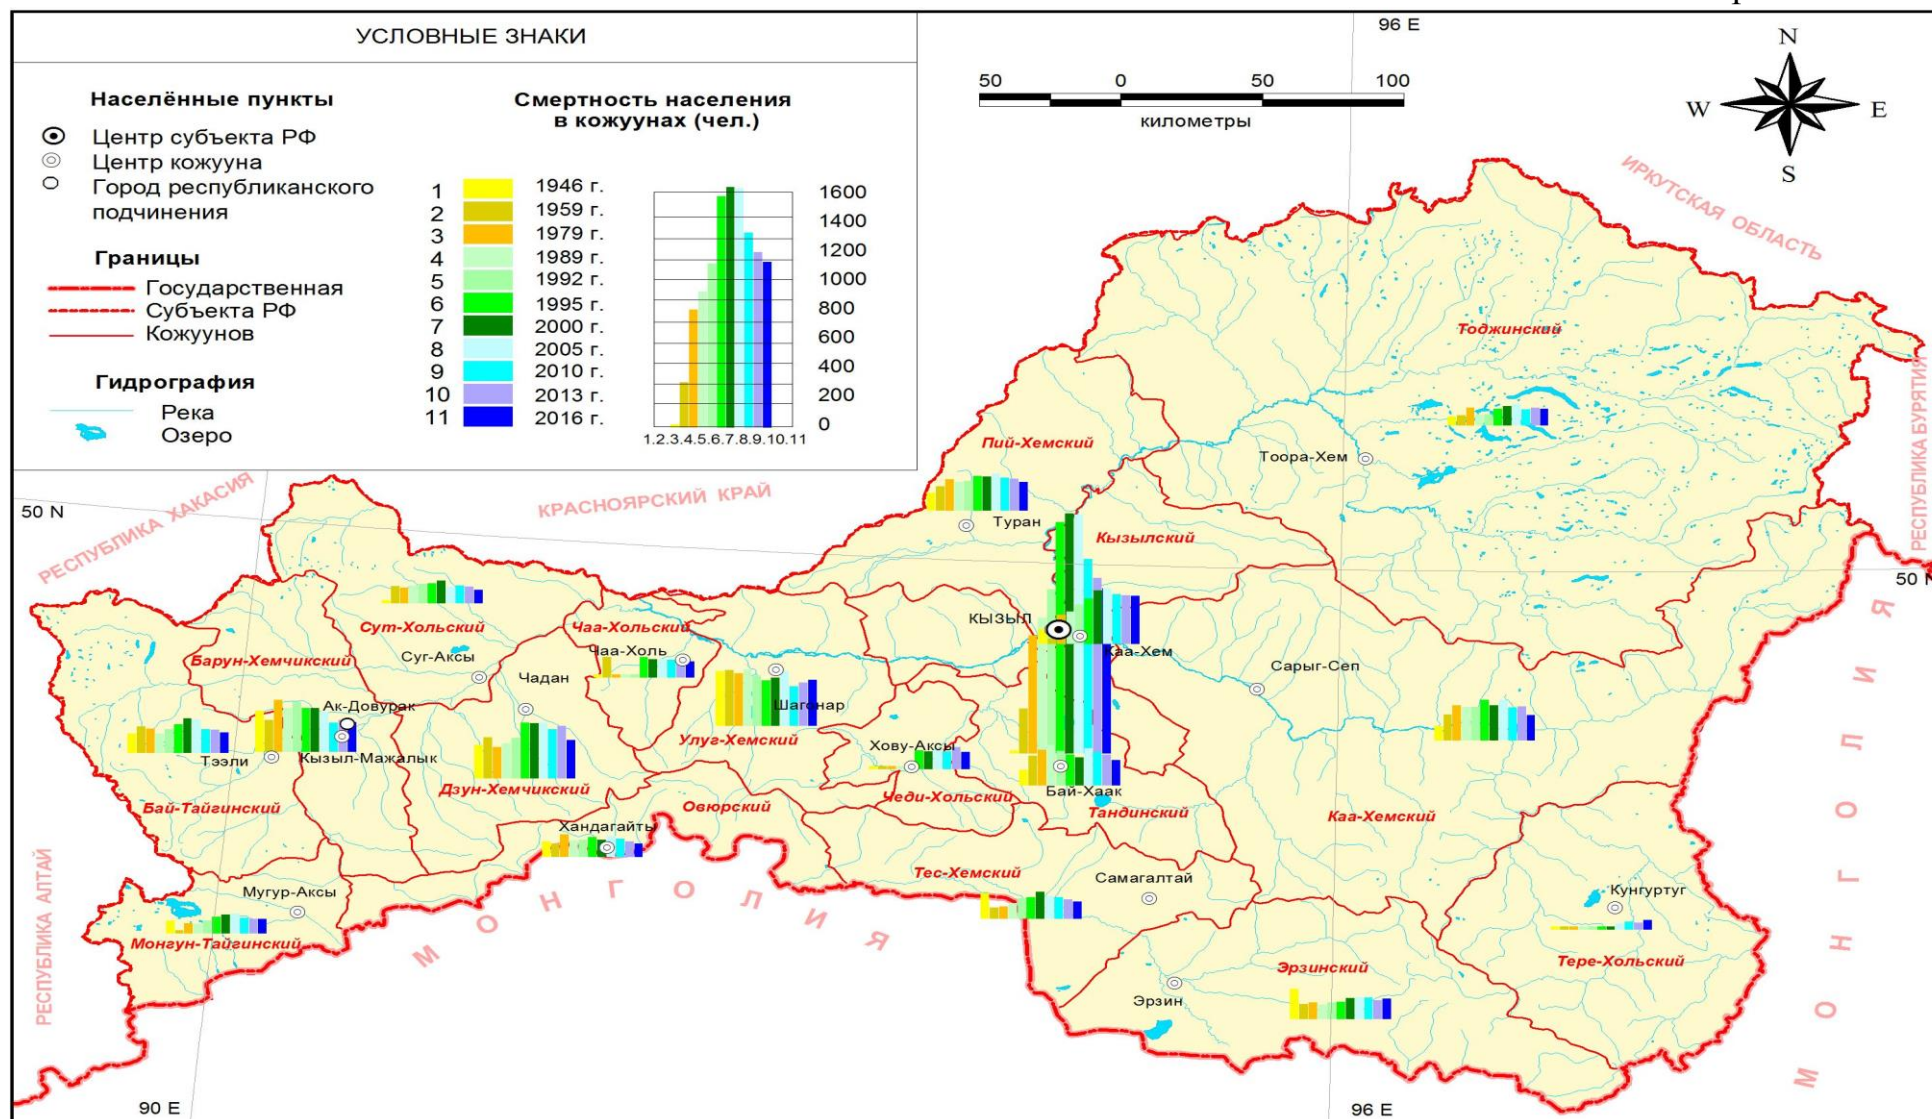 УСЛОВНЫЕ ЗНАКИ
Населённые пункты
Центр субъекта РФ
Центр кожууна
Город республиканского
подчинения
Границы
Государственная
Субъекта РФ
Кожуунов
Гидрография
Река
Озеро
Смертность населения
в кожуунах (чел.)
1 1946 г.
2 1959 г.
3 1979 г.
4 1989 г.
5 1992 г.
6 1995 г.
7 2000 г.
8 2005 г.
9 2010 г.
10 2013 г.
11 2016 г.
1600
1400
1200
1000
800
600
400
200
0
1.2.3.4.5.6.7.8.9.10.11
96 E
50 0 50 100
километры
N
W E
S
ИРКУТСКАЯ ОБЛАСТЬ
Тоджинский
РЕСПУБЛИКА БУРЯТИЯ
Пий-Хемский
Тоора-Хем
РЕСПУБЛИКА ХАКАСИЯ
КРАСНОЯРСКИЙ КРАЙ
50 N
Туран
Кызылский
50 N
КЫЗЫЛ
Сут-Хольский
Чаа-Хольский
Барун-Хемчикский
Суг-Аксы
Чаа-Холь
Каа-Хем
Сарыг-Сеп
Чадан
Ак-Довурак
Шагонар
Улуг-Хемский
Хову-Аксы
Тээли
Кызыл-Мажалык
Дзун-Хемчикский
Бай-Хаак
Чеди-Хольский
Бай-Тайгинский
Овюрский
Тандинский
Каа-Хемский
Хандагайты
Тес-Хемский
Самагалтай
РЕСПУБЛИКА АЛТАЙ
Мугур-Аксы
Кунгуртуг
Монгун-Тайгинский
МОНГОЛИЯ
Эрзинский
Тере-Хольский
Эрзин
МОНГОЛИЯ
90 E
96 E